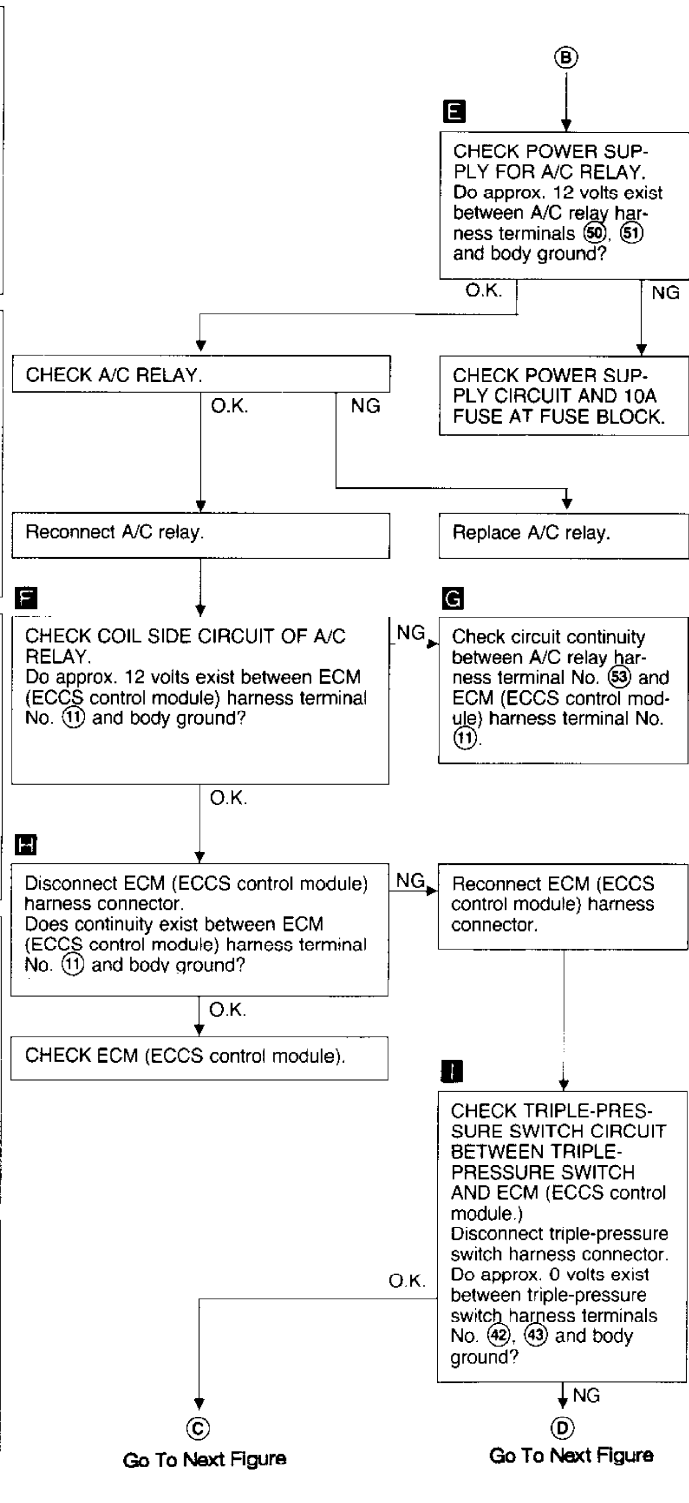 B
E
CHECK POWER SUP-
PLY FOR A/C RELAY.
Do approx. 12 volts exist
between A/C relay har-
ness terminals 50, 51
and body ground?
O.K.
NG
CHECK A/C RELAY.
CHECK POWER SUP-
PLY CIRCUIT AND 10A
FUSE AT FUSE BLOCK.
O.K.
NG
Reconnect A/C relay.
Replace A/C relay.
F
CHECK COIL SIDE CIRCUIT OF A/C
RELAY.
Do approx. 12 volts exist between ECM
(ECCS control module) harness terminal
No. 11 and body ground?
NG
G
Check circuit continuity
between A/C relay har-
ness terminal No. 53 and
ECM (ECCS control mod-
ule) harness terminal No.
11.
O.K.
H
Disconnect ECM (ECCS control module)
harness connector.
Does continuity exist between ECM
(ECCS control module) harness terminal
No. 11 and body ground?
NG
Reconnect ECM (ECCS
control module) harness
connector.
O.K.
CHECK ECM (ECCS control module).
I
CHECK TRIPLE-PRES-
SURE SWITCH CIRCUIT
BETWEEN TRIPLE-
PRESSURE SWITCH
AND ECM (ECCS control
module.)
Disconnect triple-pressure
switch harness connector.
Do approx. 0 volts exist
between triple-pressure
switch harness terminals
No. 42, 43 and body
ground?
O.K.
NG
C
Go To Next Figure
D
Go To Next Figure